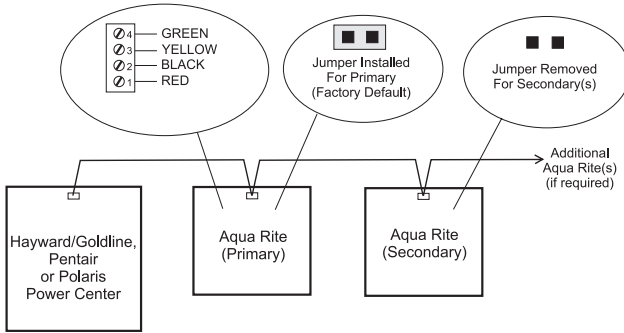 4 GREEN
3 YELLOW
2 BLACK
1 RED
Jumper Installed
For Primary
(Factory Default)
Jumper Removed
For Secondary(s)
Additional
Aqua Rite(s)
(if required)
Hayward/Goldline,
Pentair
or Polaris
Power Center
Aqua Rite
(Primary)
Aqua Rite
(Secondary)